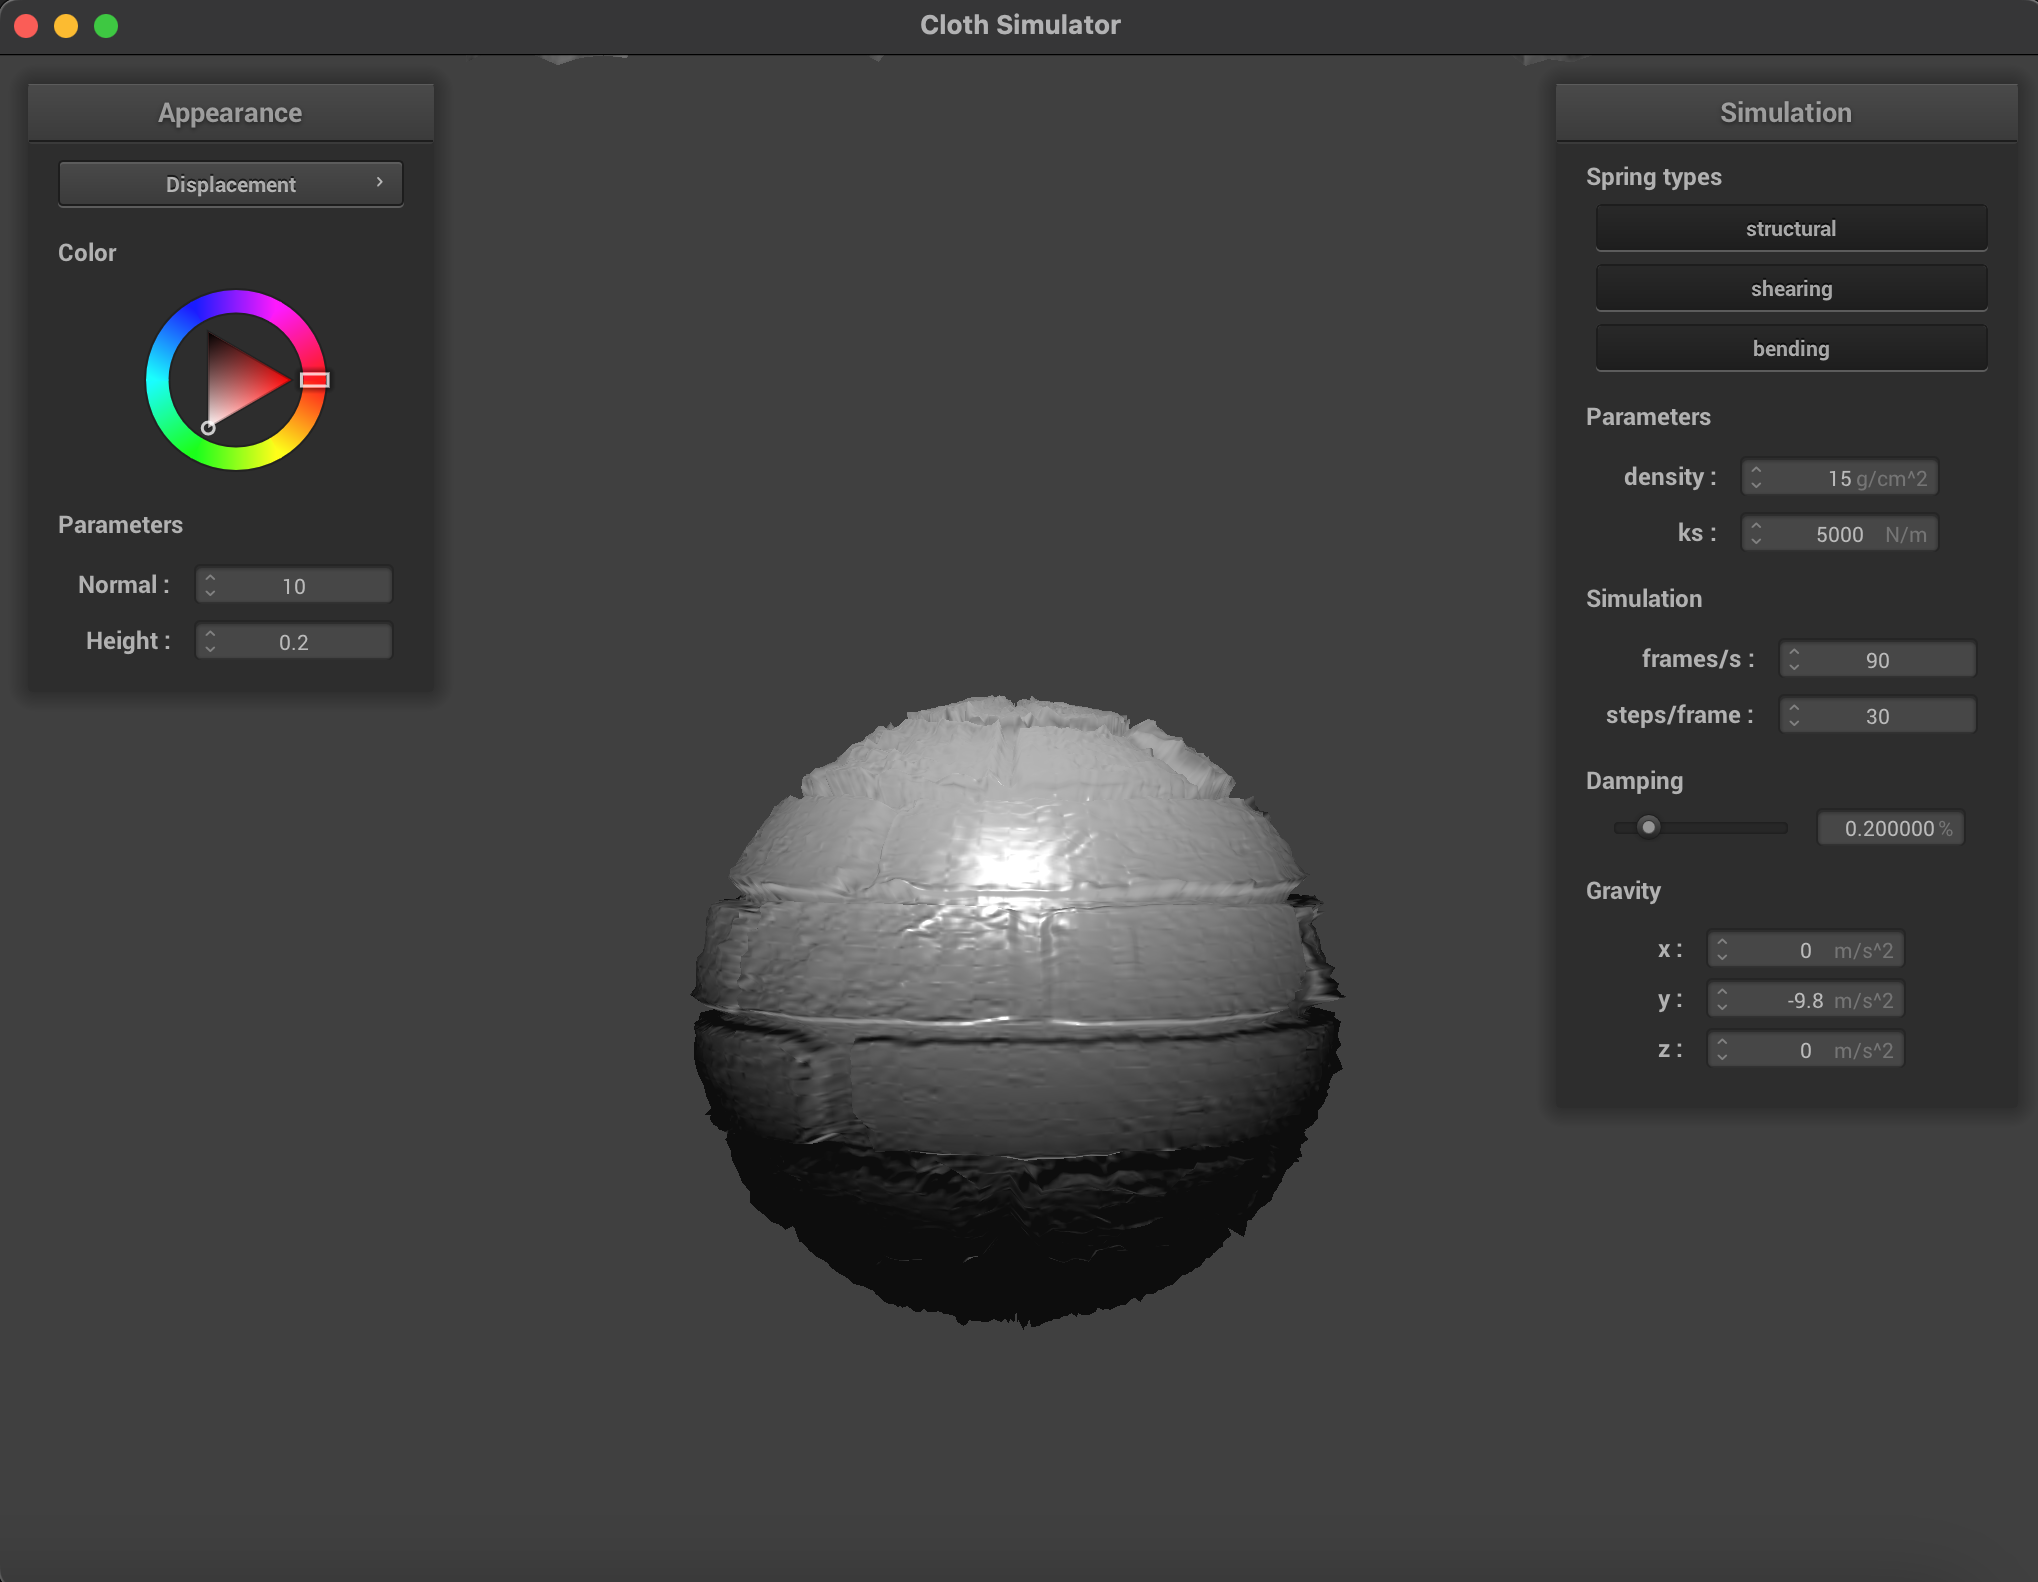 Cloth Simulator
Appearance
Displacement
Color
Parameters
Normal : 10
Height : 0.2
Simulation
Spring types
structural
shearing
bending
Parameters
density : 15 g/cm^2
ks : 5000 N/m
Simulation
frames/s : 90
steps/frame : 30
Damping
0.200000 %
Gravity
x : 0 m/s^2
y : -9.8 m/s^2
z : 0 m/s^2